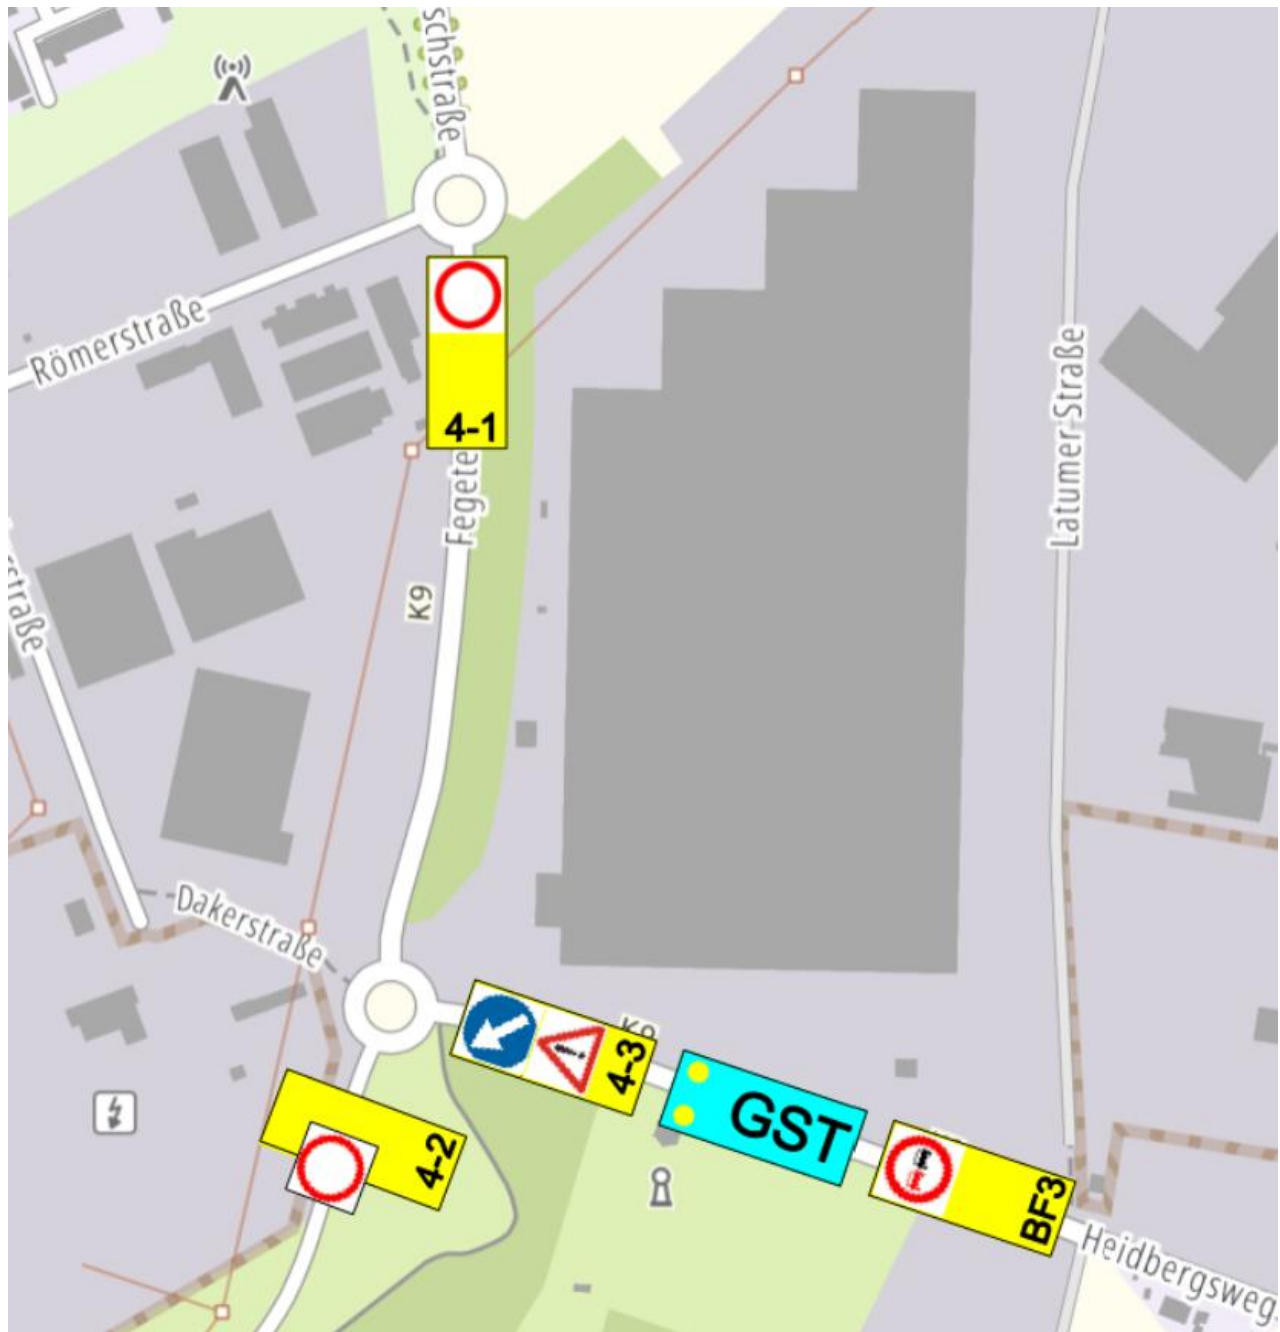 schstraße
Römerstraße
4-1
Fegete
Latumer Straße
K9
straße
Dakerstraße
K9
4-3
GST
4-2
BF3
Heidbergsweg